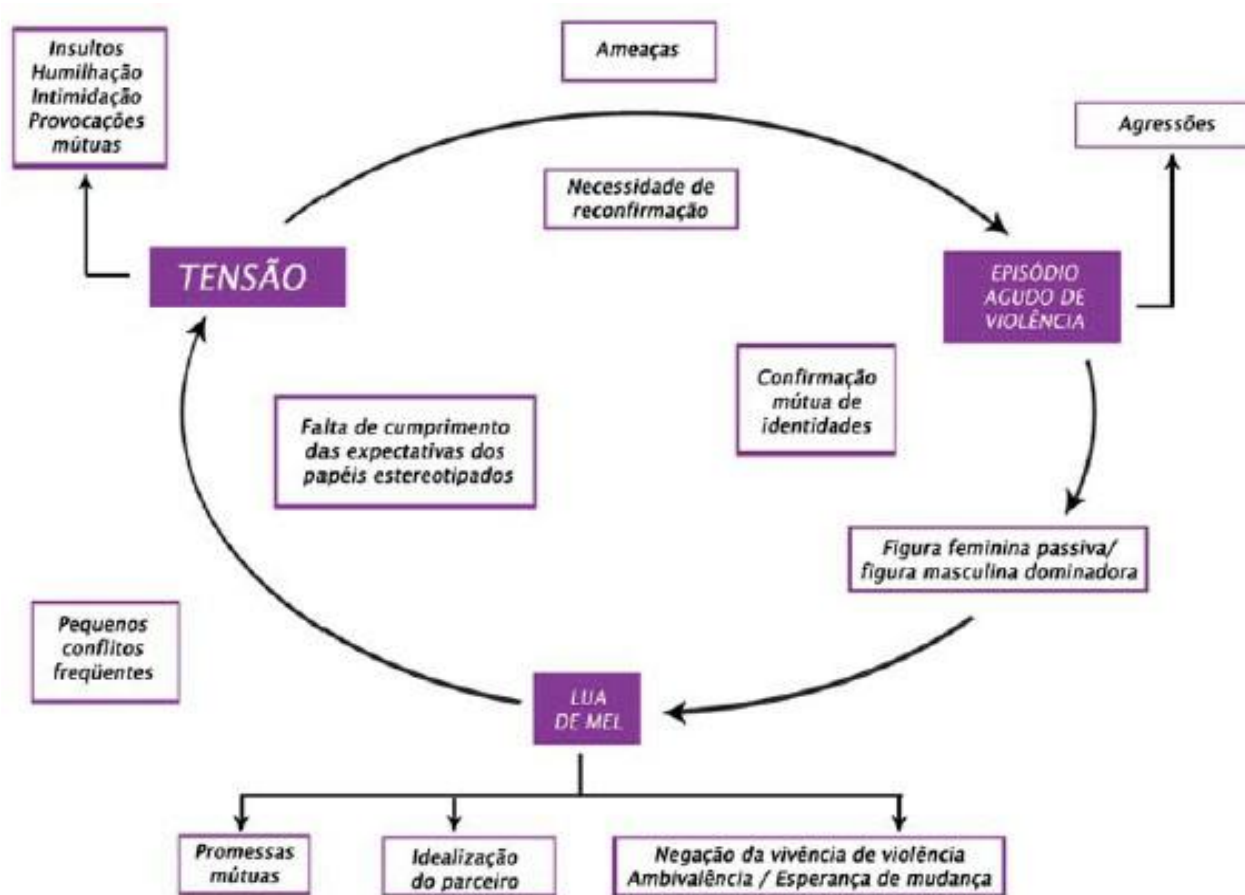 Insultos
Humilhação
Intimidação
Provocações
mútuas
Ameaças
Agressões
Necessidade de
reconfirmação
TENSÃO
EPISÓDIO
AGUDO DE
VIOLÊNCIA
Confirmação
mútua de
identidades
Falta de cumprimento
das expectativas dos
papéis estereotipados
Figura feminina passiva/
figura masculina dominadora
Pequenos
conflitos
freqüentes
LUA
DE MEL
Promessas
mútuas
Idealização
do parceiro
Negação da vivência de violência
Ambivalência / Esperança de mudança